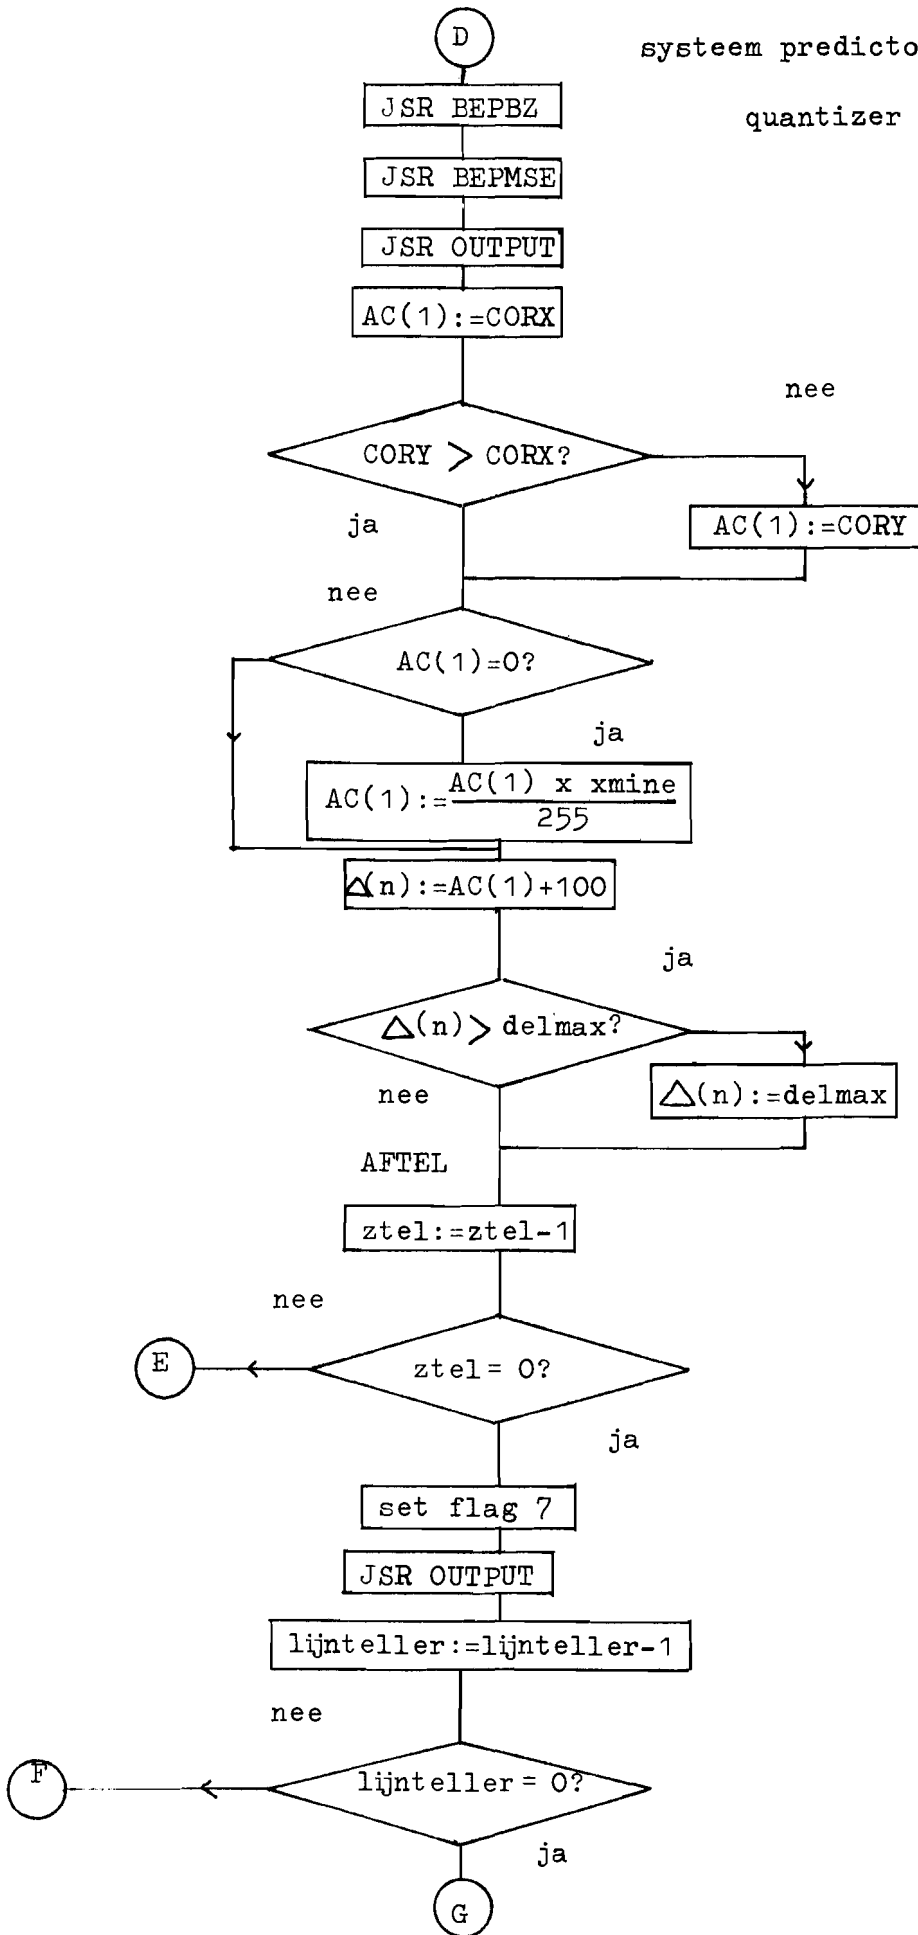 D
systeem predicto
JSR BEPBZ
quantizer
JSR BEPMSE
JSR OUTPUT
AC(1):=CORX
nee
CORY > CORX?
ja
AC(1):=CORY
nee
AC(1)=0?
ja
AC(1):=AC(1) x xmine
255
Δ(n):=AC(1)+100
ja
Δ(n) > delmax?
nee
Δ(n):=delmax
AFTEL
ztel:=ztel-1
nee
E
ztel= 0?
ja
set flag 7
JSR OUTPUT
lijnteller:=lijnteller-1
nee
F
lijnteller= 0?
ja
G